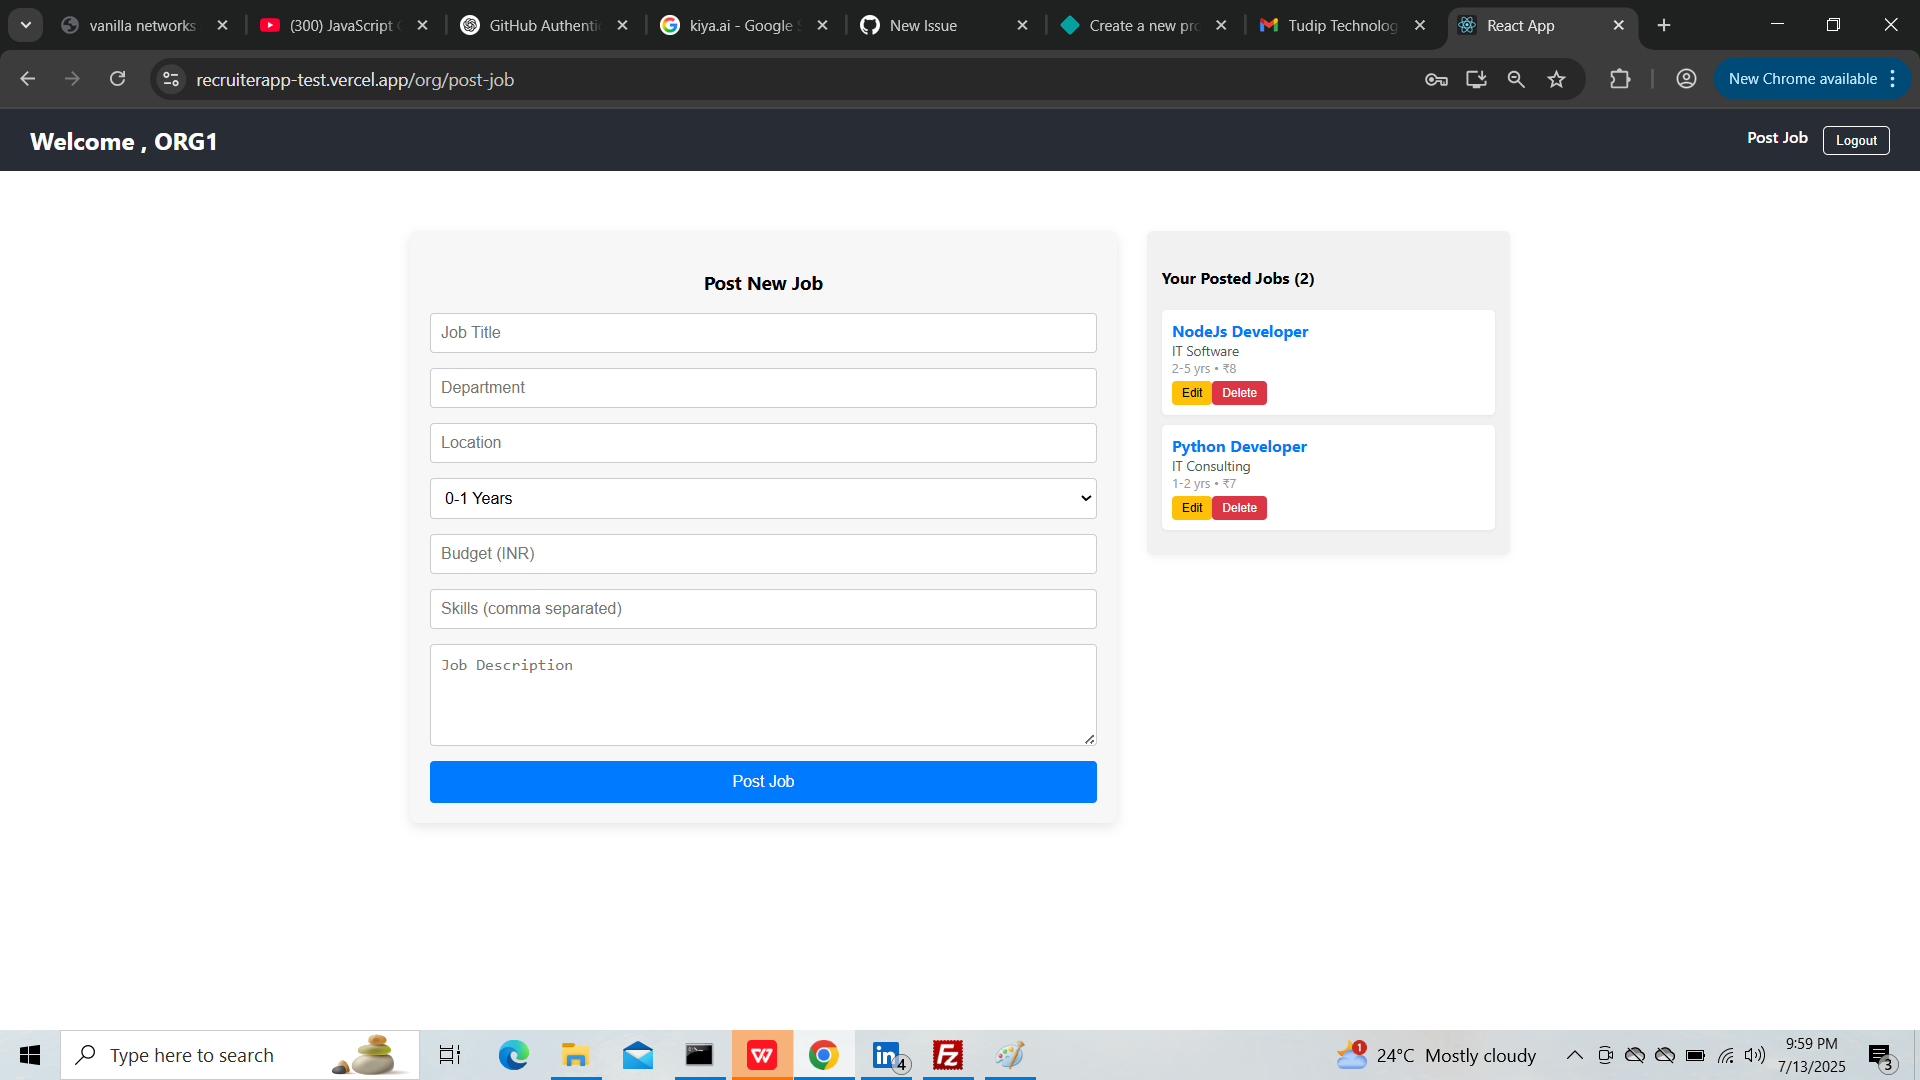 vanilla networks
(300) JavaScript
GitHub Authenti
kiya.ai - Google
New Issue
Create a new pro
Tudip Technolog
React App
recruiterapp-test.vercel.app/org/post-job
New Chrome available
Welcome , ORG1
Post Job
Logout
Post New Job
Job Title
Department
Location
0-1 Years
Budget (INR)
Skills (comma separated)
Job Description
Post Job
Your Posted Jobs (2)
NodeJs Developer
IT Software
2-5 yrs • ₹8
Edit Delete
Python Developer
IT Consulting
1-2 yrs • ₹7
Edit Delete
Type here to search
4
1
24°C Mostly cloudy
9:59 PM
7/13/2025
3